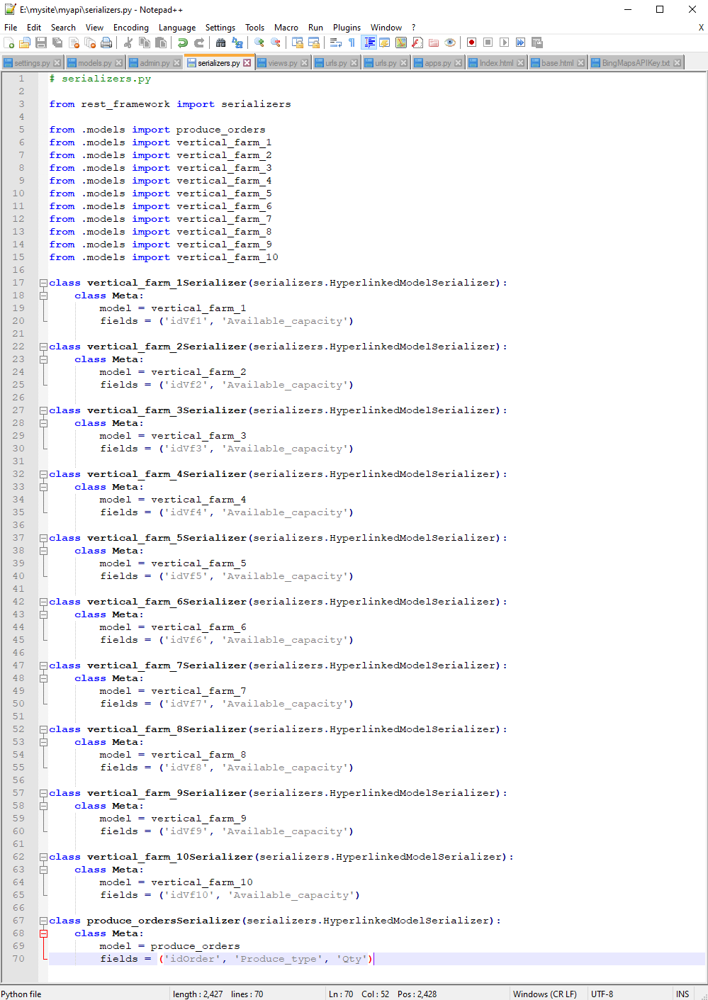 E:\mysite\myapi\serializers.py - Notepad++
File Edit Search View Encoding Language Settings Tools Macro Run Plugins Window ? X
settings.py models.py admin.py serializers.py views.py urls.py urls.py apps.py Index.html base.html BingMapsAPIKey.txt
1 # serializers.py
2
3 from rest_framework import serializers
4
5 from .models import produce_orders
6 from .models import vertical_farm_1
7 from .models import vertical_farm_2
8 from .models import vertical_farm_3
9 from .models import vertical_farm_4
10 from .models import vertical_farm_5
11 from .models import vertical_farm_6
12 from .models import vertical_farm_7
13 from .models import vertical_farm_8
14 from .models import vertical_farm_9
15 from .models import vertical_farm_10
16
17 class vertical_farm_1Serializer(serializers.HyperlinkedModelSerializer):
18 class Meta:
19 model = vertical_farm_1
20 fields = ('idVf1', 'Available_capacity')
21
22 class vertical_farm_2Serializer(serializers.HyperlinkedModelSerializer):
23 class Meta:
24 model = vertical_farm_2
25 fields = ('idVf2', 'Available_capacity')
26
27 class vertical_farm_3Serializer(serializers.HyperlinkedModelSerializer):
28 class Meta:
29 model = vertical_farm_3
30 fields = ('idVf3', 'Available_capacity')
31
32 class vertical_farm_4Serializer(serializers.HyperlinkedModelSerializer):
33 class Meta:
34 model = vertical_farm_4
35 fields = ('idVf4', 'Available_capacity')
36
37 class vertical_farm_5Serializer(serializers.HyperlinkedModelSerializer):
38 class Meta:
39 model = vertical_farm_5
40 fields = ('idVf5', 'Available_capacity')
41
42 class vertical_farm_6Serializer(serializers.HyperlinkedModelSerializer):
43 class Meta:
44 model = vertical_farm_6
45 fields = ('idVf6', 'Available_capacity')
46
47 class vertical_farm_7Serializer(serializers.HyperlinkedModelSerializer):
48 class Meta:
49 model = vertical_farm_7
50 fields = ('idVf7', 'Available_capacity')
51
52 class vertical_farm_8Serializer(serializers.HyperlinkedModelSerializer):
53 class Meta:
54 model = vertical_farm_8
55 fields = ('idVf8', 'Available_capacity')
56
57 class vertical_farm_9Serializer(serializers.HyperlinkedModelSerializer):
58 class Meta:
59 model = vertical_farm_9
60 fields = ('idVf9', 'Available_capacity')
61
62 class vertical_farm_10Serializer(serializers.HyperlinkedModelSerializer):
63 class Meta:
64 model = vertical_farm_10
65 fields = ('idVf10', 'Available_capacity')
66
67 class produce_ordersSerializer(serializers.HyperlinkedModelSerializer):
68 class Meta:
69 model = produce_orders
70 fields = ('idOrder', 'Produce_type', 'Qty')
Python file length : 2,427 lines : 70 Ln : 70 Col : 52 Pos : 2,428 Windows (CR LF) UTF-8 INS